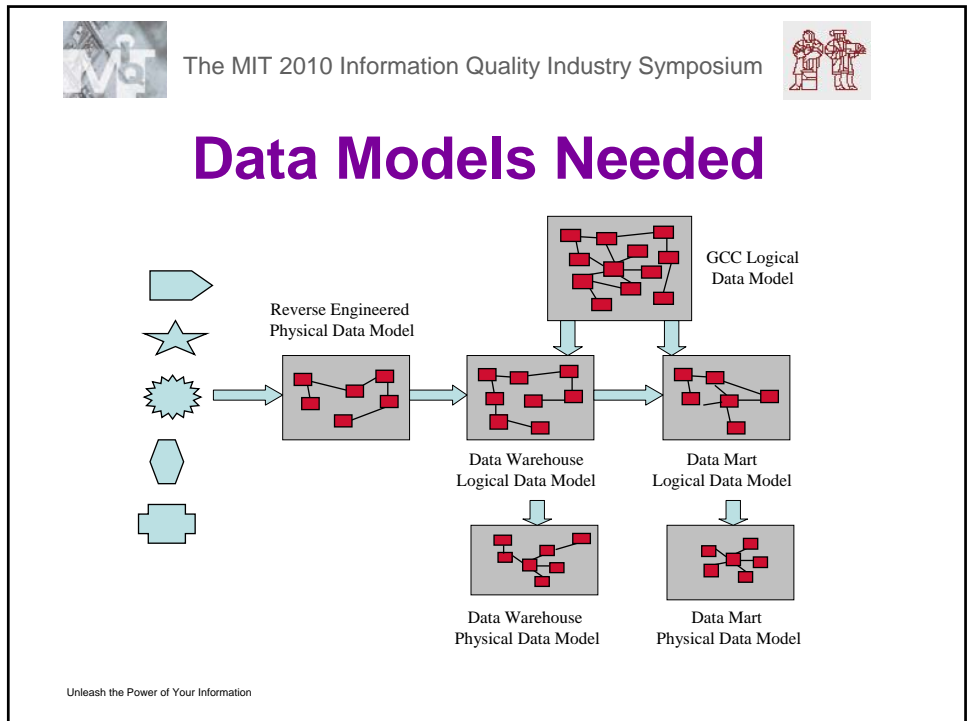 The MIT 2010 Information Quality Industry Symposium
Data Models Needed
GCC Logical
Data Model
Reverse Engineered
Physical Data Model
Data Warehouse
Logical Data Model
Data Mart
Logical Data Model
Data Warehouse
Physical Data Model
Data Mart
Physical Data Model
Unleash the Power of Your Information